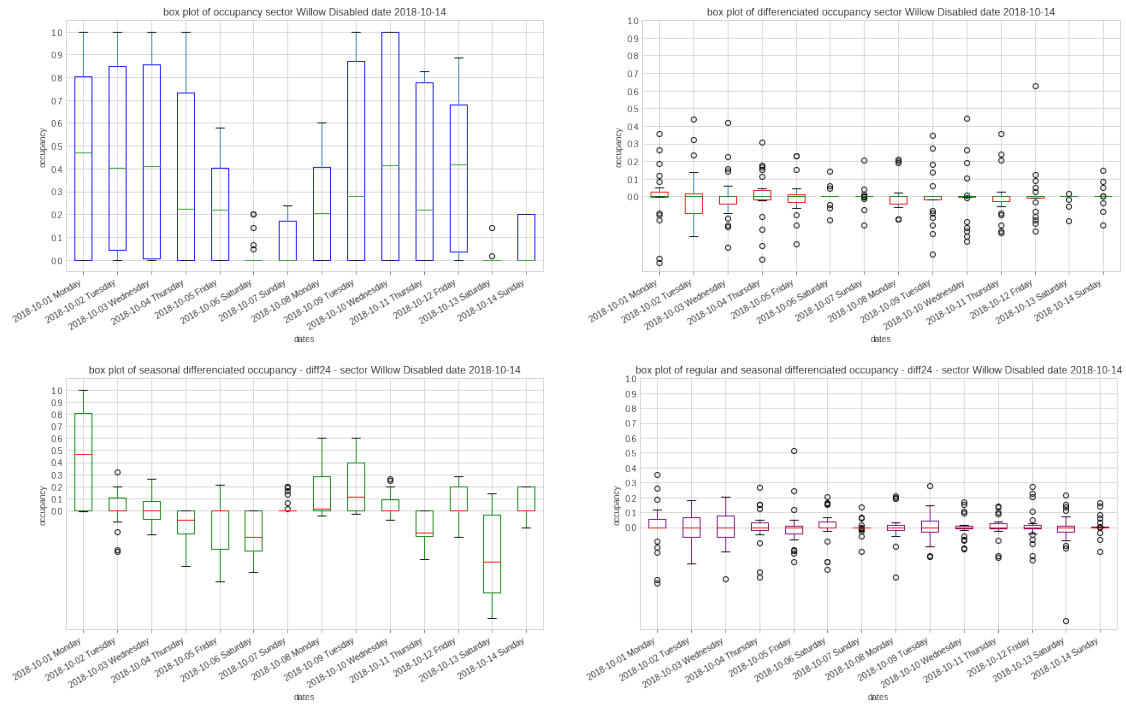 box plot of occupancy sector Willow Disabled date 2018-10-14
1.0
0.9
0.8
0.7
0.6
0.5
0.4
0.3
0.2
0.1
0.0
occupancy
2018-10-01 Monday
2018-10-02 Tuesday
2018-10-03 Wednesday
2018-10-04 Thursday
2018-10-05 Friday
2018-10-06 Saturday
2018-10-07 Sunday
2018-10-08 Monday
2018-10-09 Tuesday
2018-10-10 Wednesday
2018-10-11 Thursday
2018-10-12 Friday
2018-10-13 Saturday
2018-10-14 Sunday
dates
box plot of differenciated occupancy sector Willow Disabled date 2018-10-14
1.0
0.9
0.8
0.7
0.6
0.5
0.4
0.3
0.2
0.1
0.0
occupancy
2018-10-01 Monday
2018-10-02 Tuesday
2018-10-03 Wednesday
2018-10-04 Thursday
2018-10-05 Friday
2018-10-06 Saturday
2018-10-07 Sunday
2018-10-08 Monday
2018-10-09 Tuesday
2018-10-10 Wednesday
2018-10-11 Thursday
2018-10-12 Friday
2018-10-13 Saturday
2018-10-14 Sunday
dates
box plot of seasonal differenciated occupancy - diff24 - sector Willow Disabled date 2018-10-14
1.0
0.9
0.8
0.7
0.6
0.5
0.4
0.3
0.2
0.1
0.0
occupancy
2018-10-01 Monday
2018-10-02 Tuesday
2018-10-03 Wednesday
2018-10-04 Thursday
2018-10-05 Friday
2018-10-06 Saturday
2018-10-07 Sunday
2018-10-08 Monday
2018-10-09 Tuesday
2018-10-10 Wednesday
2018-10-11 Thursday
2018-10-12 Friday
2018-10-13 Saturday
2018-10-14 Sunday
dates
box plot of regular and seasonal differenciated occupancy - diff24 - sector Willow Disabled date 2018-10-14
1.0
0.9
0.8
0.7
0.6
0.5
0.4
0.3
0.2
0.1
0.0
occupancy
2018-10-01 Monday
2018-10-02 Tuesday
2018-10-03 Wednesday
2018-10-04 Thursday
2018-10-05 Friday
2018-10-06 Saturday
2018-10-07 Sunday
2018-10-08 Monday
2018-10-09 Tuesday
2018-10-10 Wednesday
2018-10-11 Thursday
2018-10-12 Friday
2018-10-13 Saturday
2018-10-14 Sunday
dates